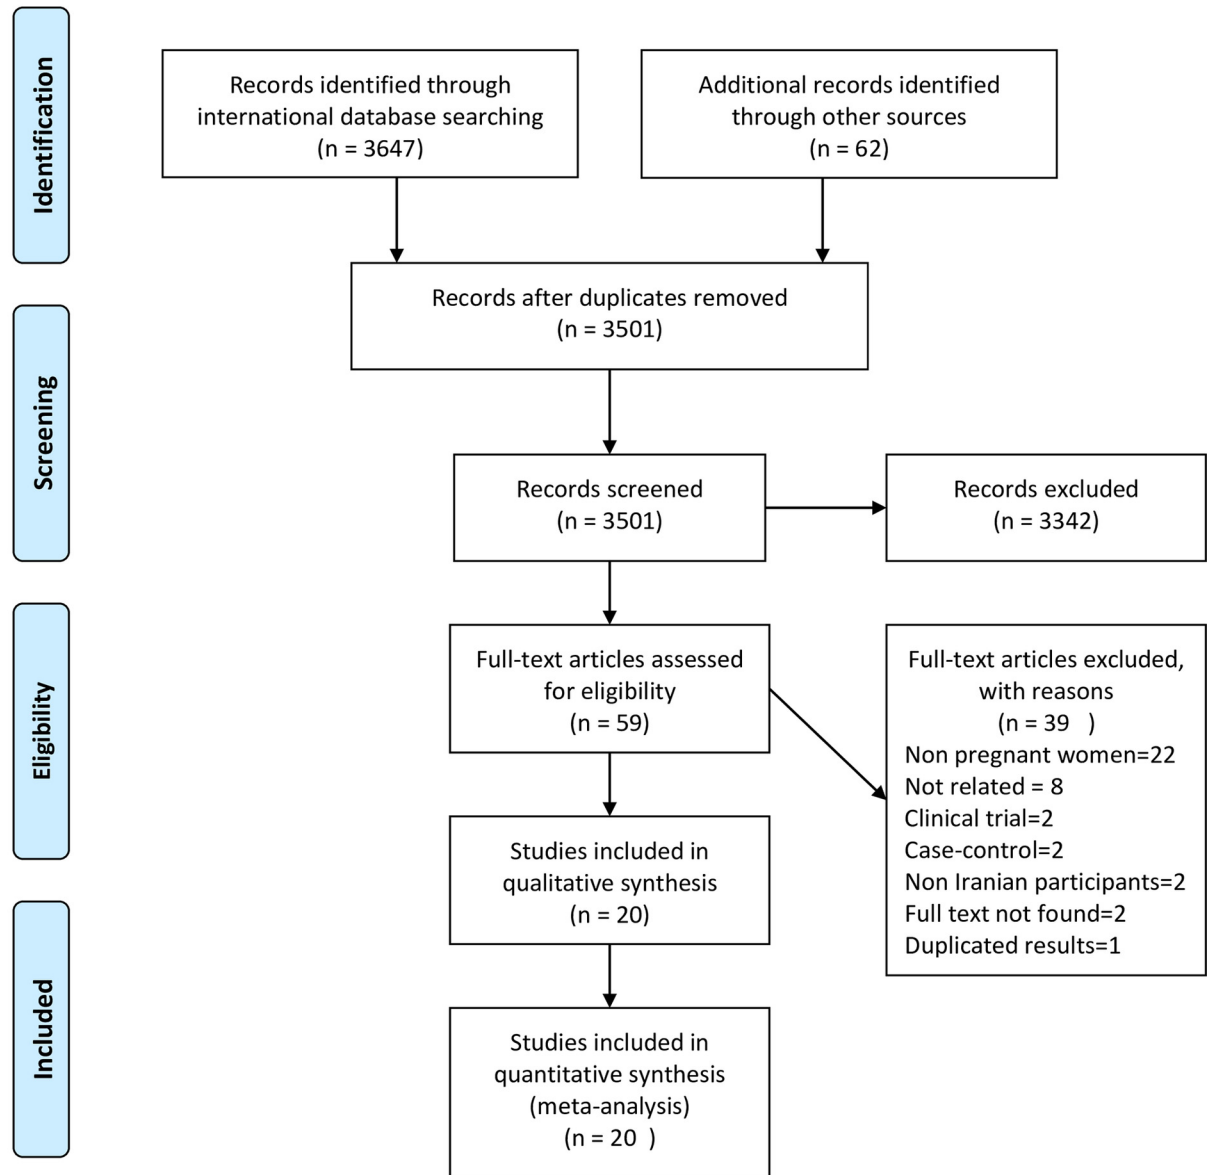 Identification
Records identified through
international database searching
(n = 3647)
Additional records identified
through other sources
(n = 62)
Records after duplicates removed
(n = 3501)
Screening
Records screened
(n = 3501)
Records excluded
(n = 3342)
Eligibility
Full-text articles assessed
for eligibility
(n = 59)
Full-text articles excluded,
with reasons
(n = 39   )
Non pregnant women=22
Not related = 8
Clinical trial=2
Case-control=2
Non Iranian participants=2
Full text not found=2
Duplicated results=1
Studies included in
qualitative synthesis
(n = 20)
Included
Studies included in
quantitative synthesis
(meta-analysis)
(n = 20  )